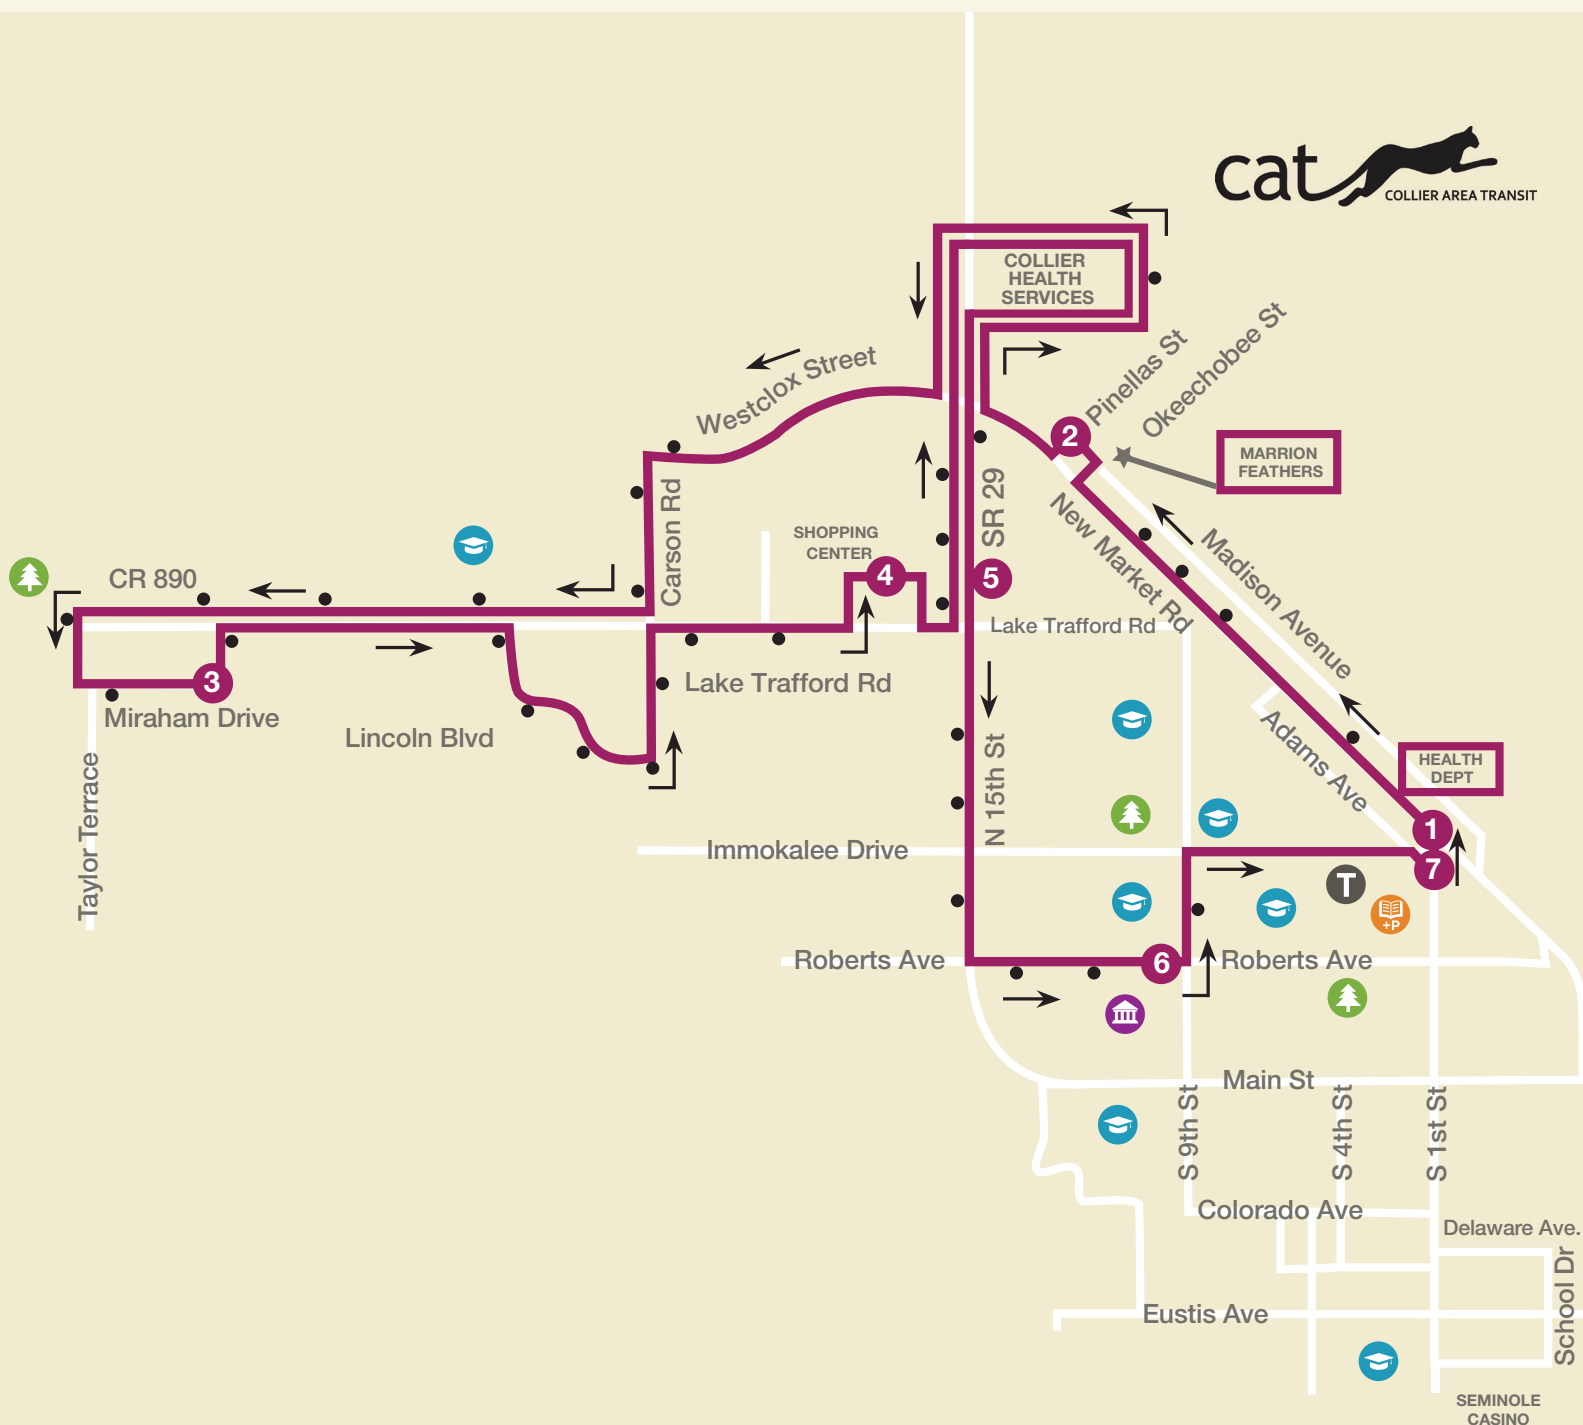 cat
COLLIER AREA TRANSIT
COLLIER
HEALTH
SERVICES
Pinellas St
Okeechobee St
Westclox Street
2
MARRION
FEATHERS
Carson Rd
SR 29
New Market Rd
Madison Avenue
SHOPPING
CENTER
4
5
CR 890
Lake Trafford Rd
3
Lake Trafford Rd
Miraham Drive
Lincoln Blvd
Adams Ave
HEALTH
DEPT
Taylor Terrace
N 15th St
1
Immokalee Drive
7
T
+P
Roberts Ave
6
Roberts Ave
Main St
S 9th St
S 4th St
S 1st St
Colorado Ave
Delaware Ave.
School Dr
Eustis Ave
SEMINOLE
CASINO